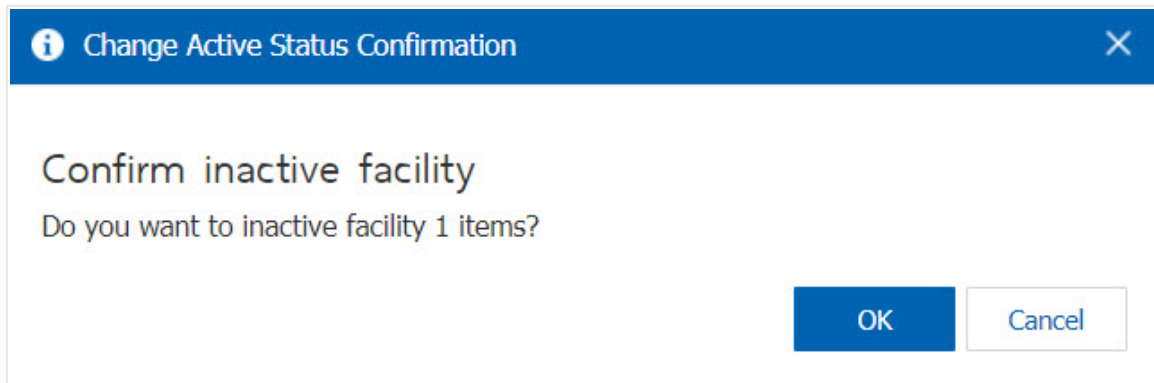 Change Active Status Confirmation
Confirm inactive facility
Do you want to inactive facility 1 items?
OK Cancel